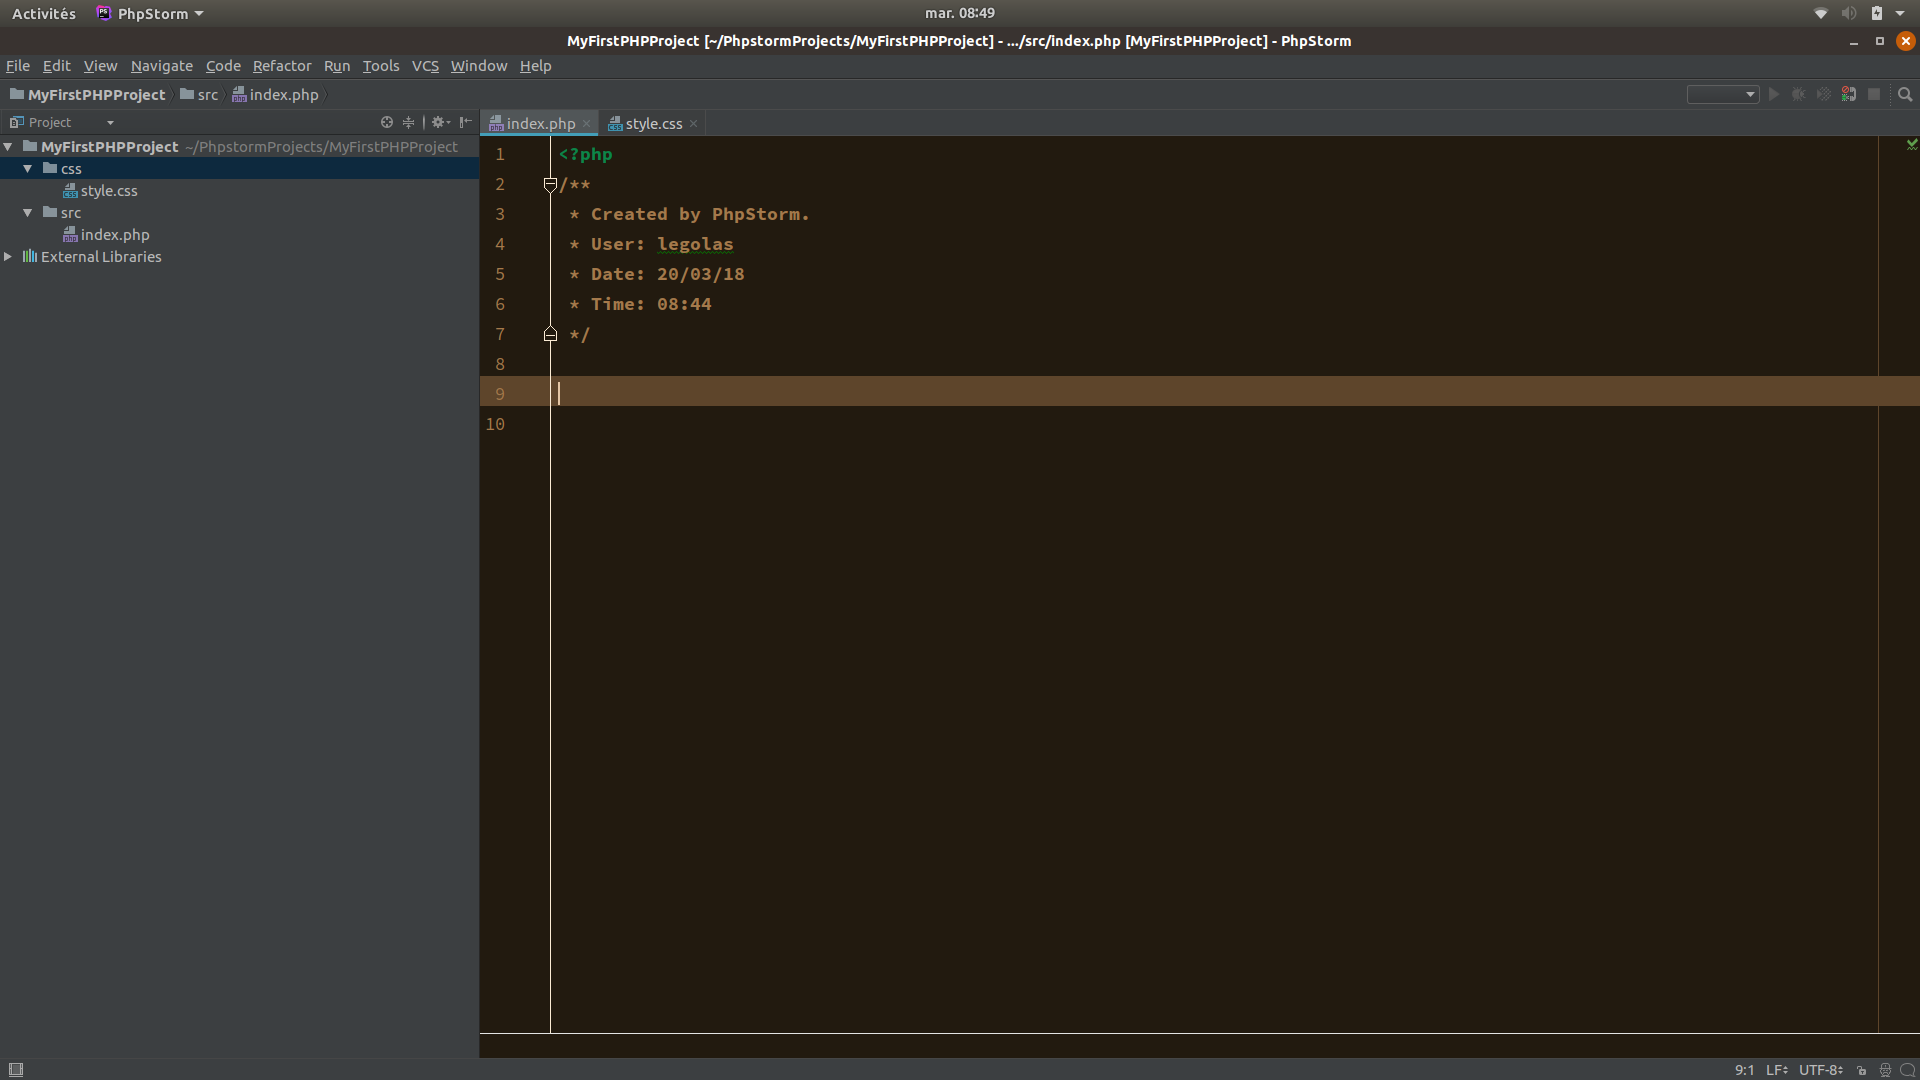 Activités PhpStorm mar. 08:49
MyFirstPHPProject [~/PhpstormProjects/MyFirstPHPProject] - .../src/index.php [MyFirstPHPProject] - PhpStorm
File Edit View Navigate Code Refactor Run Tools VCS Window Help
MyFirstPHPProject src index.php
Project
index.php style.css
MyFirstPHPProject ~/PhpstormProjects/MyFirstPHPProject
css
style.css
src
index.php
External Libraries
1 <?php
2 /**
3 * Created by PhpStorm.
4 * User: legolas
5 * Date: 20/03/18
6 * Time: 08:44
7 */
8
9
10
9:1 LF UTF-8